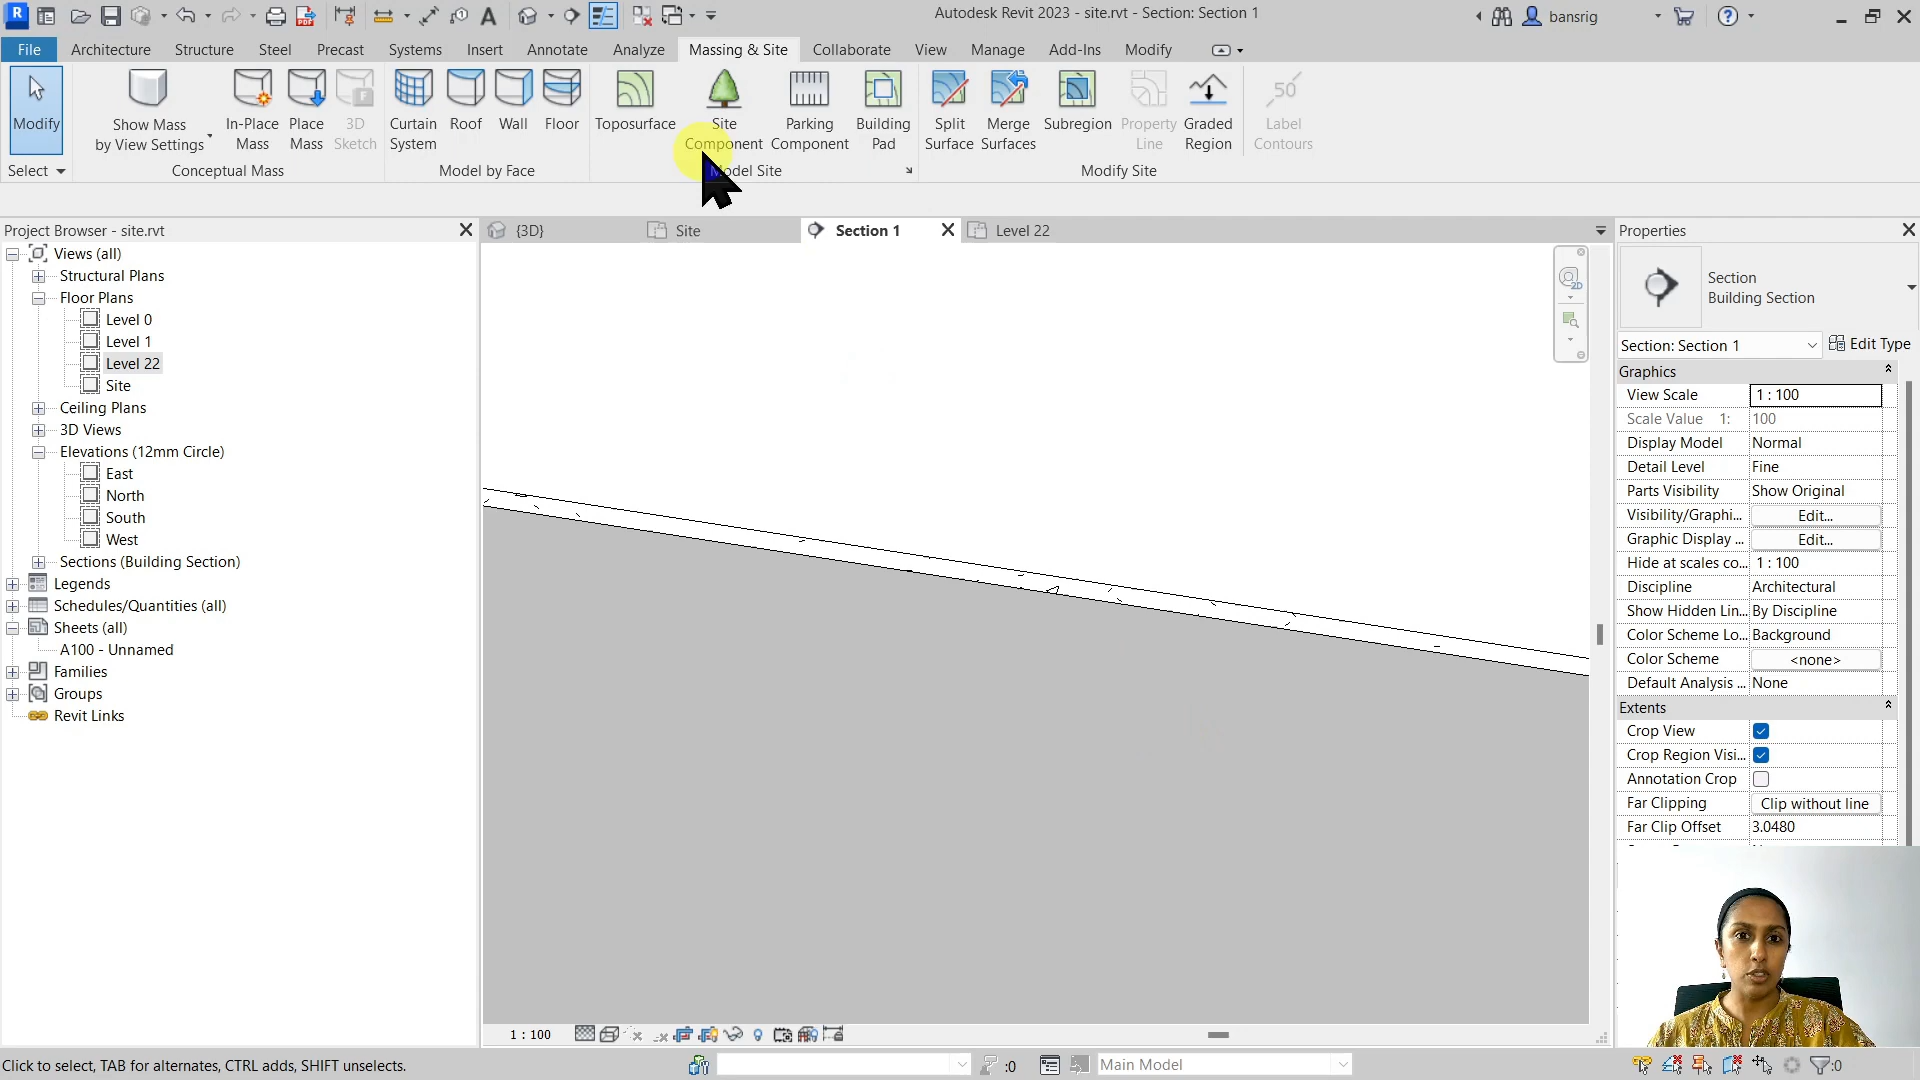 Autodesk Revit 2023 - site.rvt - Section: Section 1
bansrig
File
Architecture
Structure
Steel
Precast
Systems
Insert
Annotate
Analyze
Massing & Site
Collaborate
View
Manage
Add-Ins
Modify
Modify
Show Mass
by View Settings
In-Place
Mass
Place
Mass
3D
Sketch
Curtain
System
Roof
Wall
Floor
Toposurface
Site
Component
Parking
Component
Building
Pad
Split
Surface
Merge
Surfaces
Subregion
Property
Line
Graded
Region
50
Label
Contours
Select
Conceptual Mass
Model by Face
Model Site
Modify Site
Project Browser - site.rvt
{3D}
Site
Section 1
Level 22
Properties
Views (all)
Structural Plans
Floor Plans
Level 0
Level 1
Level 22
Site
Ceiling Plans
3D Views
Elevations (12mm Circle)
East
North
South
West
Sections (Building Section)
Legends
Schedules/Quantities (all)
Sheets (all)
A100 - Unnamed
Families
Groups
Revit Links
Section
Building Section
Section: Section 1
Edit Type
Graphics
View Scale 1 : 100
Scale Value 1: 100
Display Model Normal
Detail Level Fine
Parts Visibility Show Original
Visibility/Graphi... Edit...
Graphic Display ... Edit...
Hide at scales co... 1 : 100
Discipline Architectural
Show Hidden Lin... By Discipline
Color Scheme Lo... Background
Color Scheme <none>
Default Analysis ... None
Extents
Crop View
Crop Region Visi...
Annotation Crop
Far Clipping Clip without line
Far Clip Offset 3.0480
1 : 100
Click to select, TAB for alternates, CTRL adds, SHIFT unselects.
:0
Main Model
:0